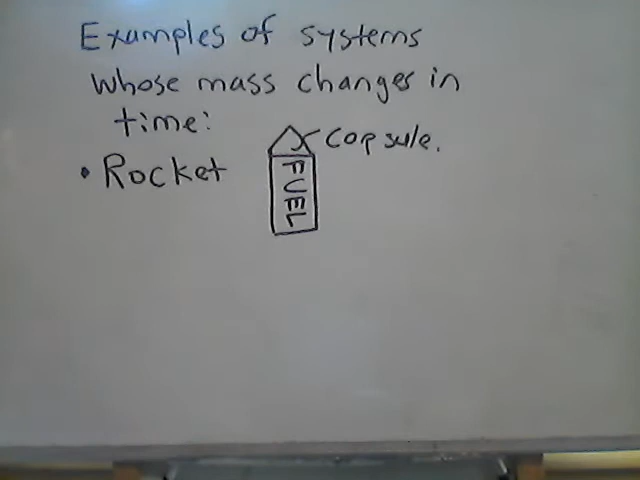 Examples of systems
whose mass changes in
time:
• Rocket
capsule.
FUEL